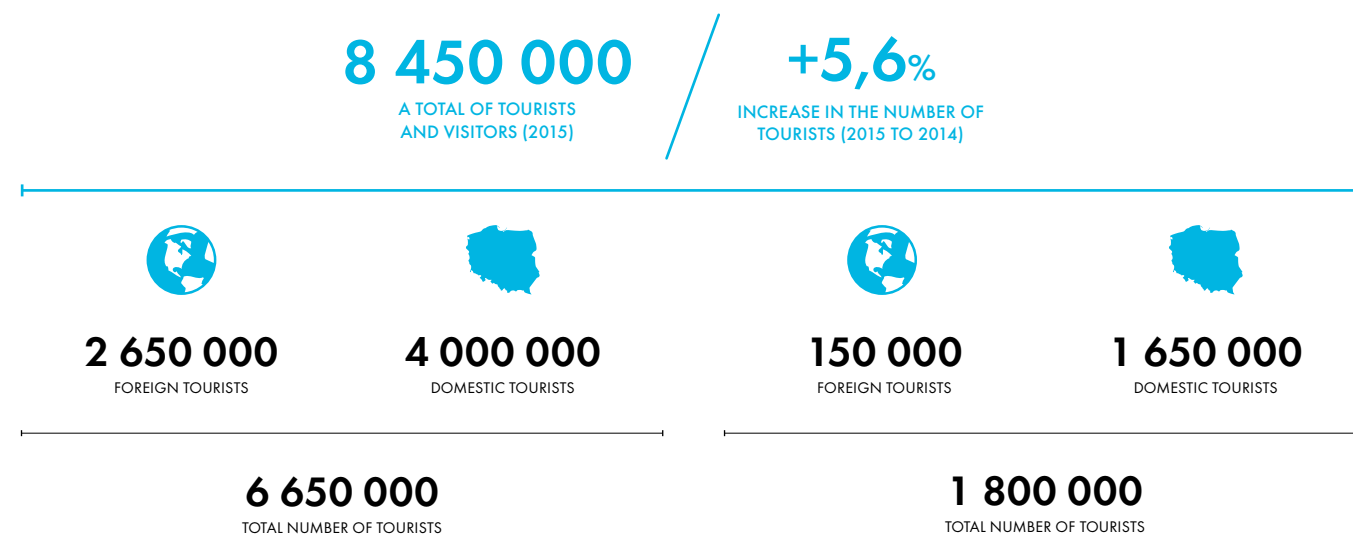 8 450 000
A TOTAL OF TOURISTS
AND VISITORS (2015)
+5,6%
INCREASE IN THE NUMBER OF
TOURISTS (2015 TO 2014)
2 650 000
FOREIGN TOURISTS
4 000 000
DOMESTIC TOURISTS
6 650 000
TOTAL NUMBER OF TOURISTS
150 000
FOREIGN TOURISTS
1 650 000
DOMESTIC TOURISTS
1 800 000
TOTAL NUMBER OF TOURISTS